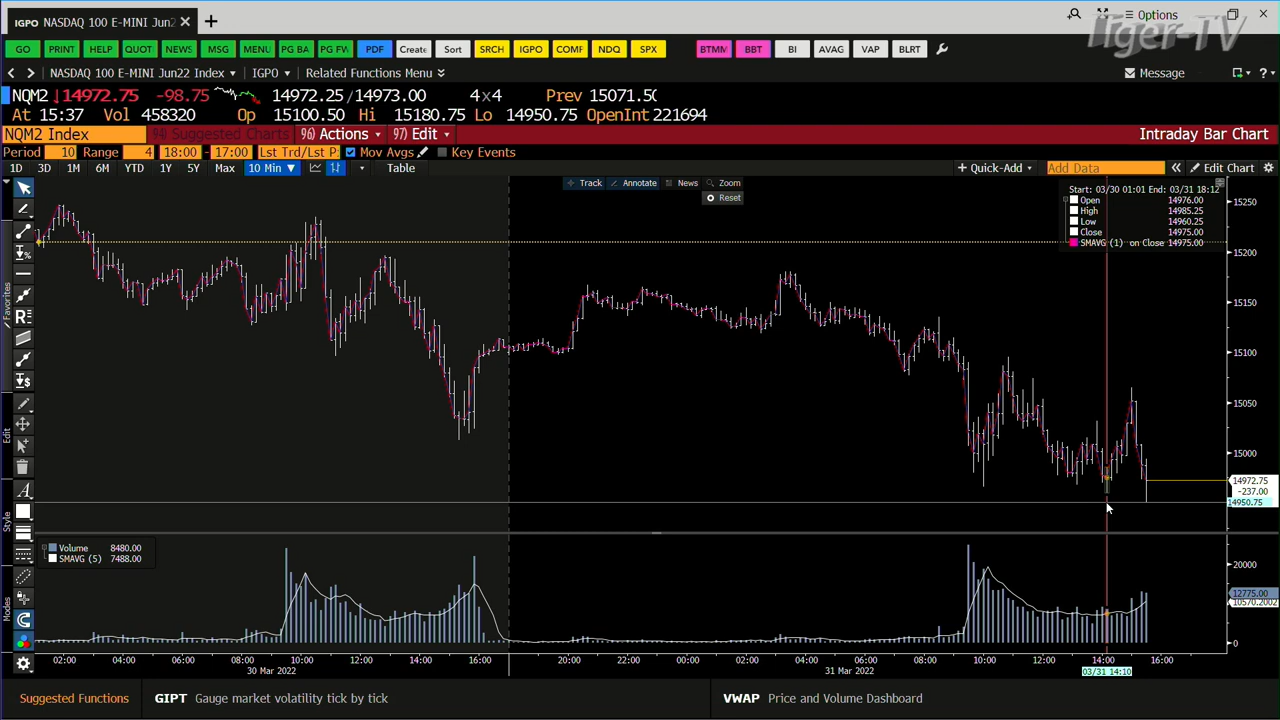 IGPO NASDAQ 100 E-MINI Jun2
Options
Tiger-TV
GO PRINT HELP QUOT NEWS MSG MENU PG BA PG FW PDF Create Sort SRCH IGPO COMF NDQ SPX BTMM BBT BI AVAG VAP BLRT
NASDAQ 100 E-MINI Jun22 Index IGPO Related Functions Menu Message ?
NQM2 14972.75 -98.75 14972.25/14973.00 4x4 Prev 15071.50
At 15:37 Vol 458320 Op 15100.50 Hi 15180.75 Lo 14950.75 OpenInt 221694
NQM2 Index 94) Suggested Charts 96) Actions 97) Edit Intraday Bar Chart
Period 10 Range 4 18:00 - 17:00 Lst Trd/Lst P Mov Avgs Key Events
1D 3D 1M 6M YTD 1Y 5Y Max 10 Min Table + Quick-Add Add Data Edit Chart
Track Annotate News Zoom
Reset
Start: 03/30 01:01 End: 03/31 18:12
Open 14976.00
High 14985.25
Low 14960.25
Close 14975.00
SMAVG (1) on Close 14975.00
15250
15200
15150
15100
15050
15000
14972.75
-237.00
14950.75
Favorites
Edit
Style
Modes
Volume 8480.00
SMAVG (5) 7488.00
20000
12775.00
10570.2002
0
02:00 04:00 06:00 08:00 10:00 12:00 14:00 16:00 20:00 22:00 00:00 02:00 04:00 06:00 08:00 10:00 12:00 14:00 16:00
30 Mar 2022 31 Mar 2022 03/31 14:10
Suggested Functions GIPT Gauge market volatility tick by tick VWAP Price and Volume Dashboard